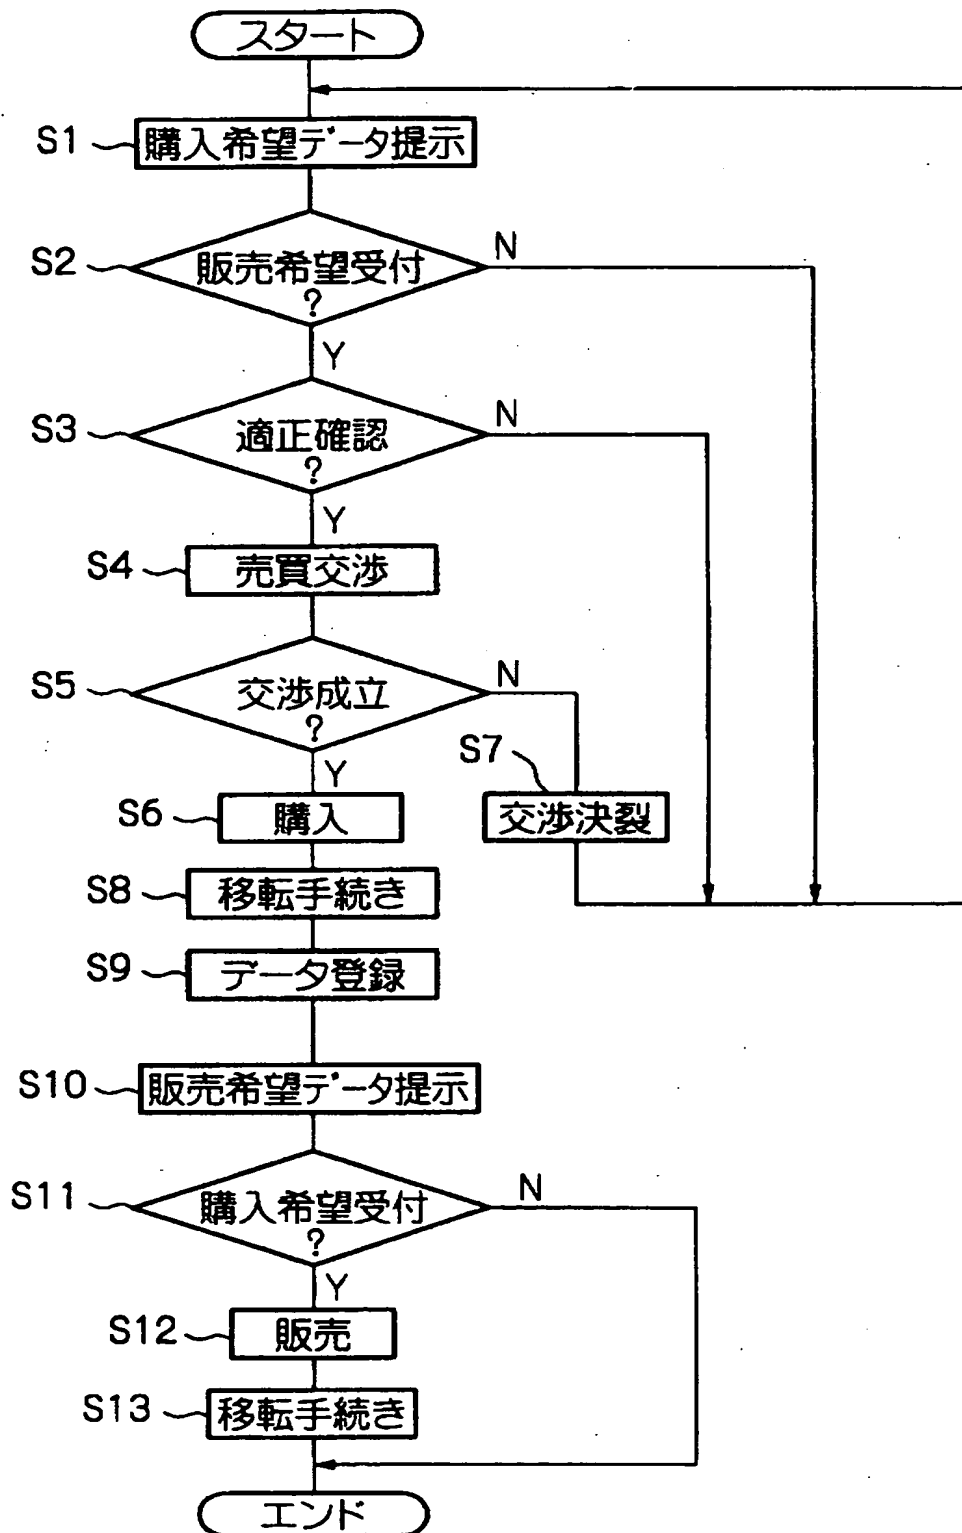 スタート
S1 購入希望データ提示
S2 販売希望受付
?
N
Y
S3 適正確認
?
N
Y
S4 売買交渉
S5 交渉成立
?
N
Y
S7
S6 購入
交渉決裂
S8 移転手続き
S9 データ登録
S10 販売希望データ提示
S11 購入希望受付
?
N
Y
S12 販売
S13 移転手続き
エンド